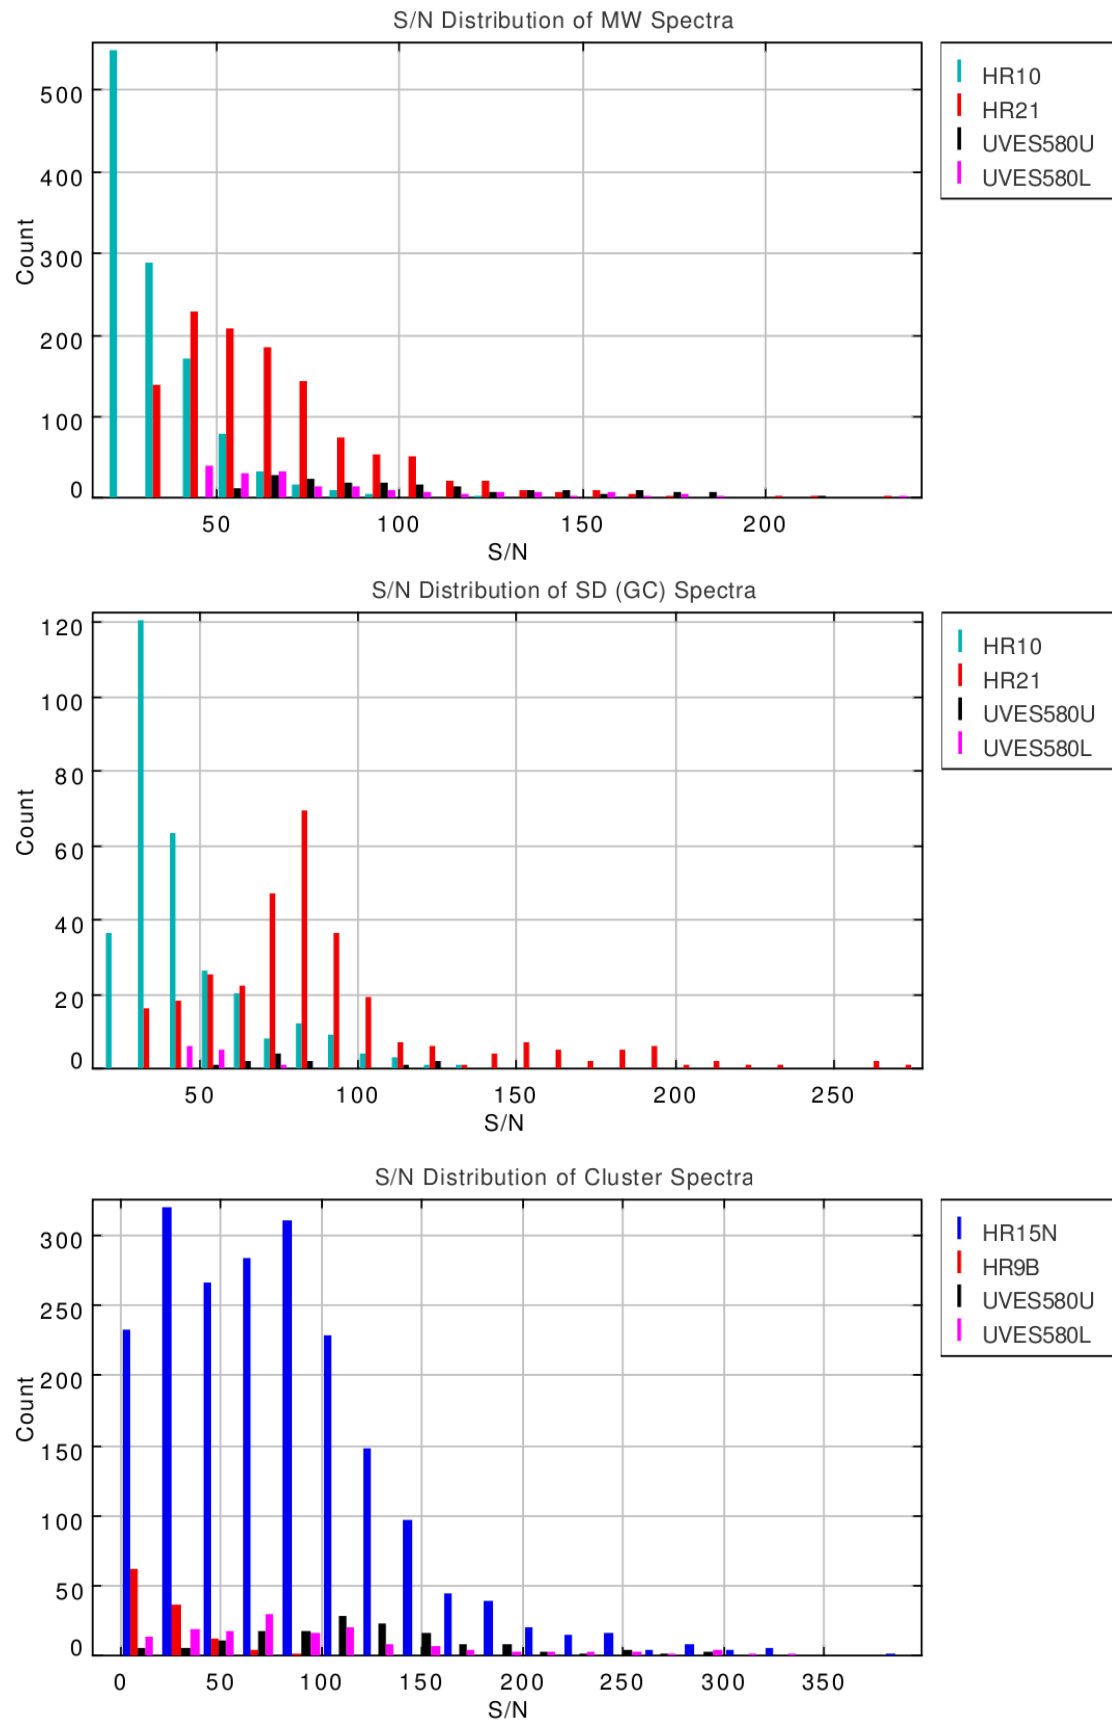 S/N Distribution of MW Spectra
500
400
300
200
100
0
Count
50 100 150 200
S/N
HR10
HR21
UVES580U
UVES580L
S/N Distribution of SD (GC) Spectra
120
100
80
60
40
20
0
Count
50 100 150 200 250
S/N
HR10
HR21
UVES580U
UVES580L
S/N Distribution of Cluster Spectra
300
250
200
150
100
50
0
Count
0 50 100 150 200 250 300 350
S/N
HR15N
HR9B
UVES580U
UVES580L